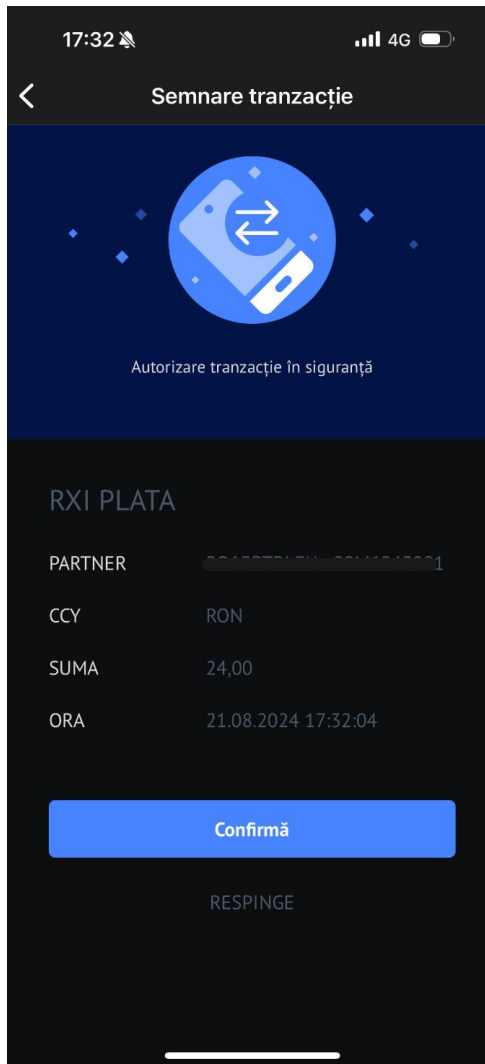 17:32
4G
Semnare tranzacție
Autorizare tranzacție în siguranță
RXI PLATA
PARTNER
CCY RON
SUMA 24,00
ORA 21.08.2024 17:32:04
Confirmă
RESPINGE